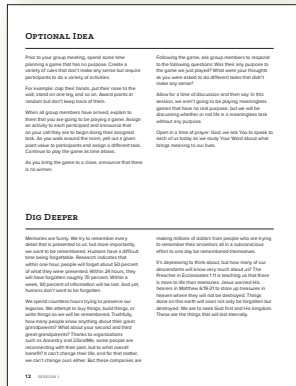 OPTIONAL IDEA
Prior to your group meeting, spend some time
planning a game that has no purpose. Create a
variety of rules that don't make any sense but require
participants to do a variety of activities.
For example: clap their hands, put their nose to the
wall, stand on one leg, and so on. Award points at
random but don't keep track of them.
When all group members have arrived, explain to
them that you are going to be playing a game. Assign
an activity to each participant and announce that
on your call they are to begin doing their assigned
task. As you work around the room, yell out a given
point value to participants and assign a different task.
Continue to play the game as time allows.
As you bring the game to a close, announce that there
is no winner.
Following the game, ask group members to respond
to the following questions: Was their any purpose to
the game we just played? What were your thoughts
as you were asked to do different tasks that didn't
make any sense?
Allow for a time of discussion and then say: In this
session, we aren't going to be playing meaningless
games that have no real purpose, but we will be
discussing whether or not life is a meaningless task
without any purpose.
Open in a time of prayer: God, we ask You to speak to
each of us today as we study Your Word about what
brings meaning to our lives.
DIG DEEPER
Memories are funny. We try to remember every
detail that is presented to us; but more importantly,
we want to be remembered. Humans have a difficult
time being forgettable. Research indicates that
within one hour, people will forget about 50 percent
of what they were presented. Within 24 hours, they
will have forgotten roughly 70 percent. Within a
week, 90 percent of information will be lost. And yet,
humans don't want to be forgotten.
We spend countless hours trying to preserve our
legacies. We attempt to buy things, build things, or
write things so we will be remembered. Truthfully,
how many people know anything about their great
grandparents? What about your second and third
great-grandparents? Thanks to organizations
such as Ancestry and 23andMe, some people are
reconnecting with their past, but to what overall
benefit? It can't change their life, and for that matter,
we can't change ours either. But these companies are
making millions of dollars from people who are trying
to remember their ancestors all in a subconscious
effort to one day be remembered themselves.
It's depressing to think about, but how many of our
descendants will know very much about us? The
Preacher in Ecclesiastes 1:11 is teaching us that there
is more to life than memories. Jesus warned His
hearers in Matthew 6:19-21 to store up treasures in
heaven where they will not be destroyed. Things
done on this earth will soon not only be forgotten but
destroyed. We are to seek God first and His kingdom.
These are the things that last eternally.
12 SESSION 1